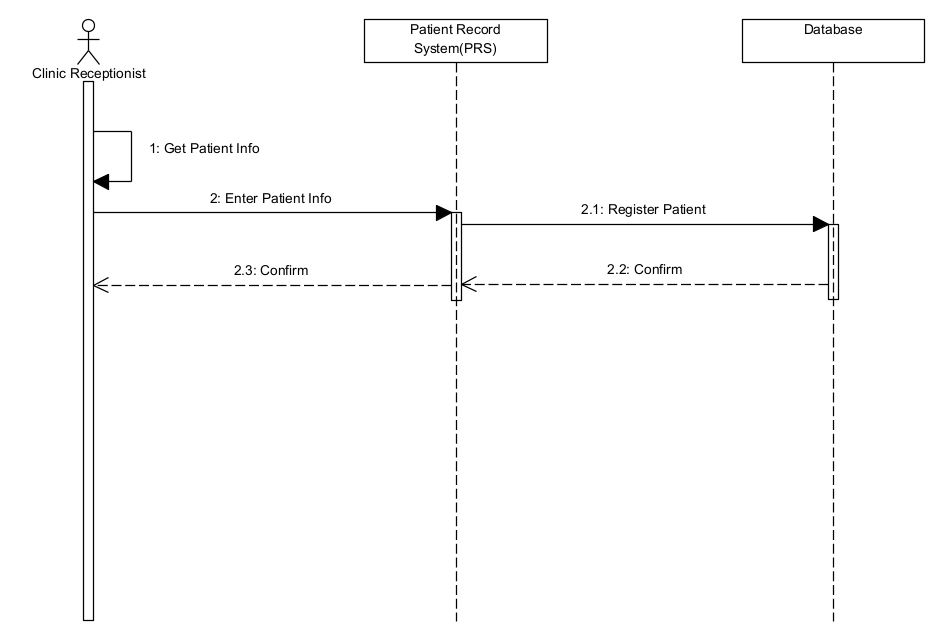 Patient Record
System(PRS)
Database
Clinic Receptionist
1: Get Patient Info
2: Enter Patient Info
2.1: Register Patient
2.3: Confirm
2.2: Confirm